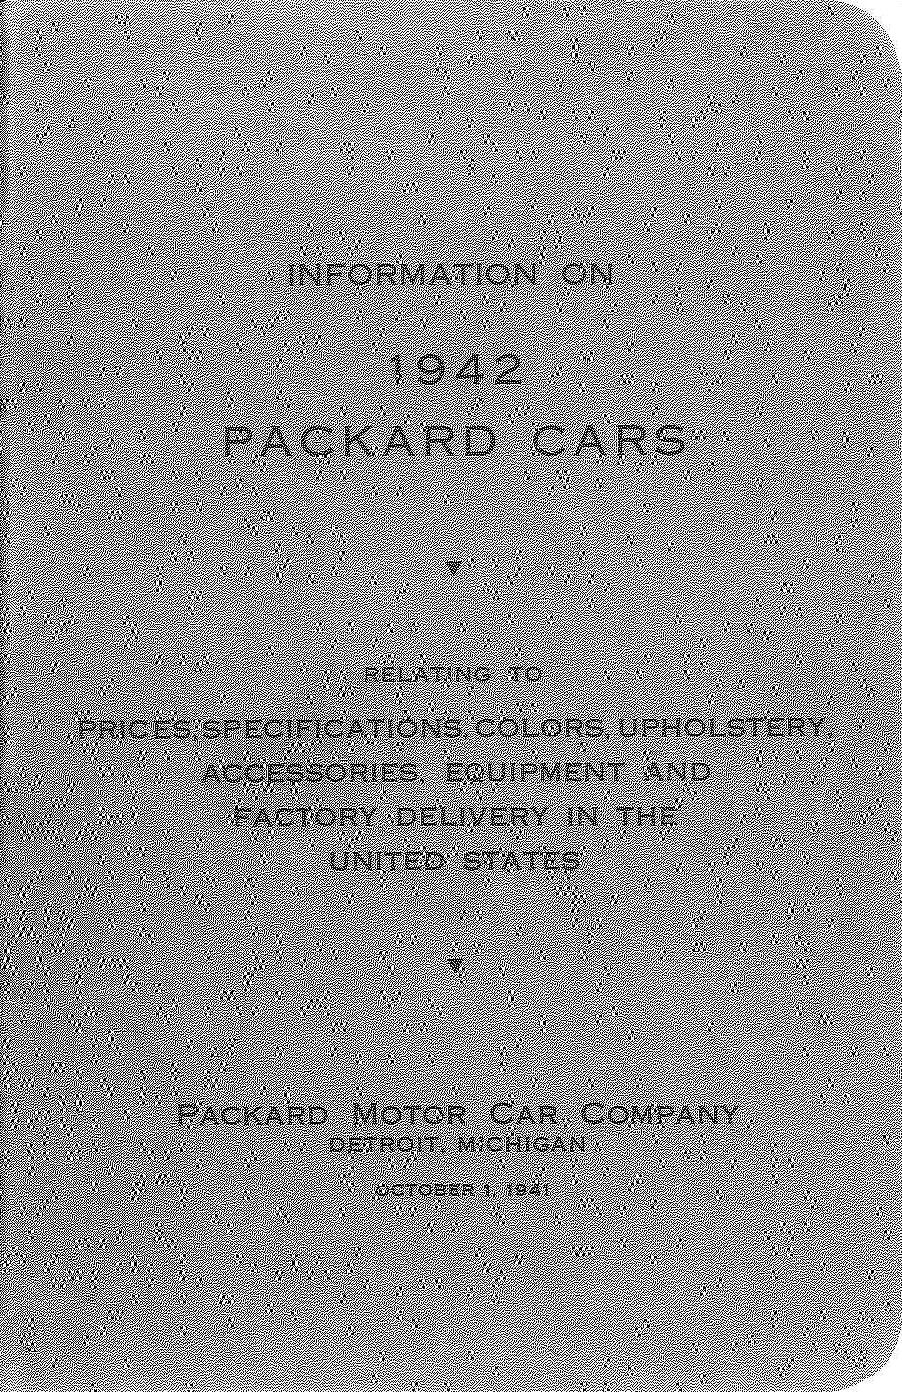 INFORMATION ON
1942
PACKARD CARS
RELATING TO
PRICES, SPECIFICATIONS, COLORS, UPHOLSTERY,
ACCESSORIES, EQUIPMENT AND
FACTORY DELIVERY IN THE
UNITED STATES
PACKARD MOTOR CAR COMPANY
DETROIT, MICHIGAN
OCTOBER 1, 1941